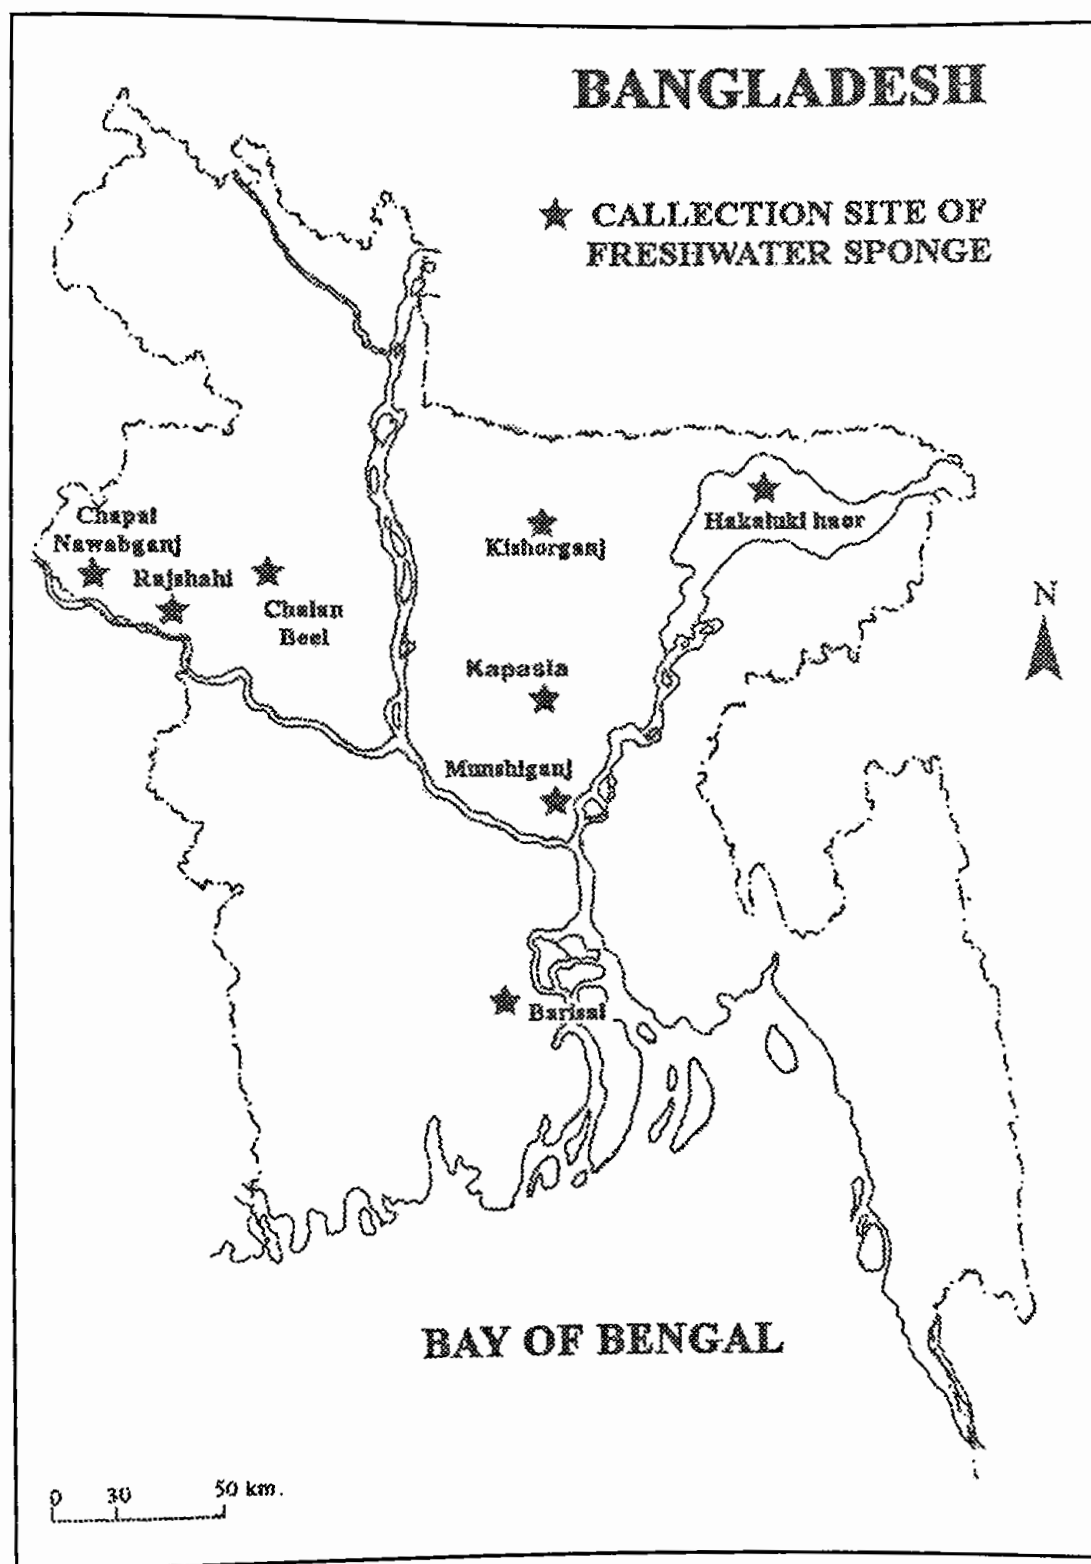 BANGLADESH
★ CALLECTION SITE OF
FRESHWATER SPONGE
Chapai
Nawabganj
Rajshahi
Chalan
Beel
Kishorganj
Hakaluki haor
N
Kapasia
Munshiganj
Barisal
BAY OF BENGAL
0 30 50 km.